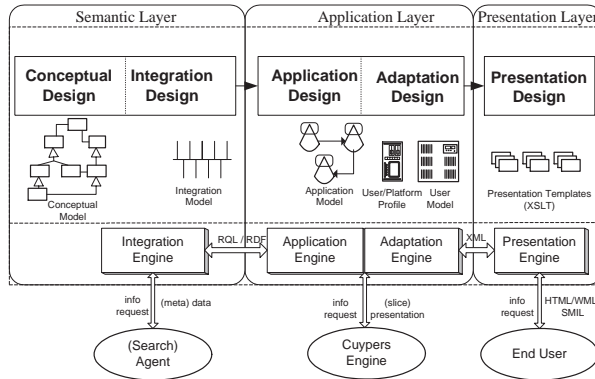 Semantic Layer
Application Layer
Presentation Layer
Conceptual Design
Integration Design
Application Design
Adaptation Design
Presentation Design
Conceptual Model
Integration Model
Application Model
User/Platform Profile
User Model
Presentation Templates (XSLT)
Integration Engine
RQL / RDF
Application Engine
Adaptation Engine
XML
Presentation Engine
info request
(meta) data
info request
(slice) presentation
info request
HTML/WML SMIL
(Search) Agent
Cuypers Engine
End User